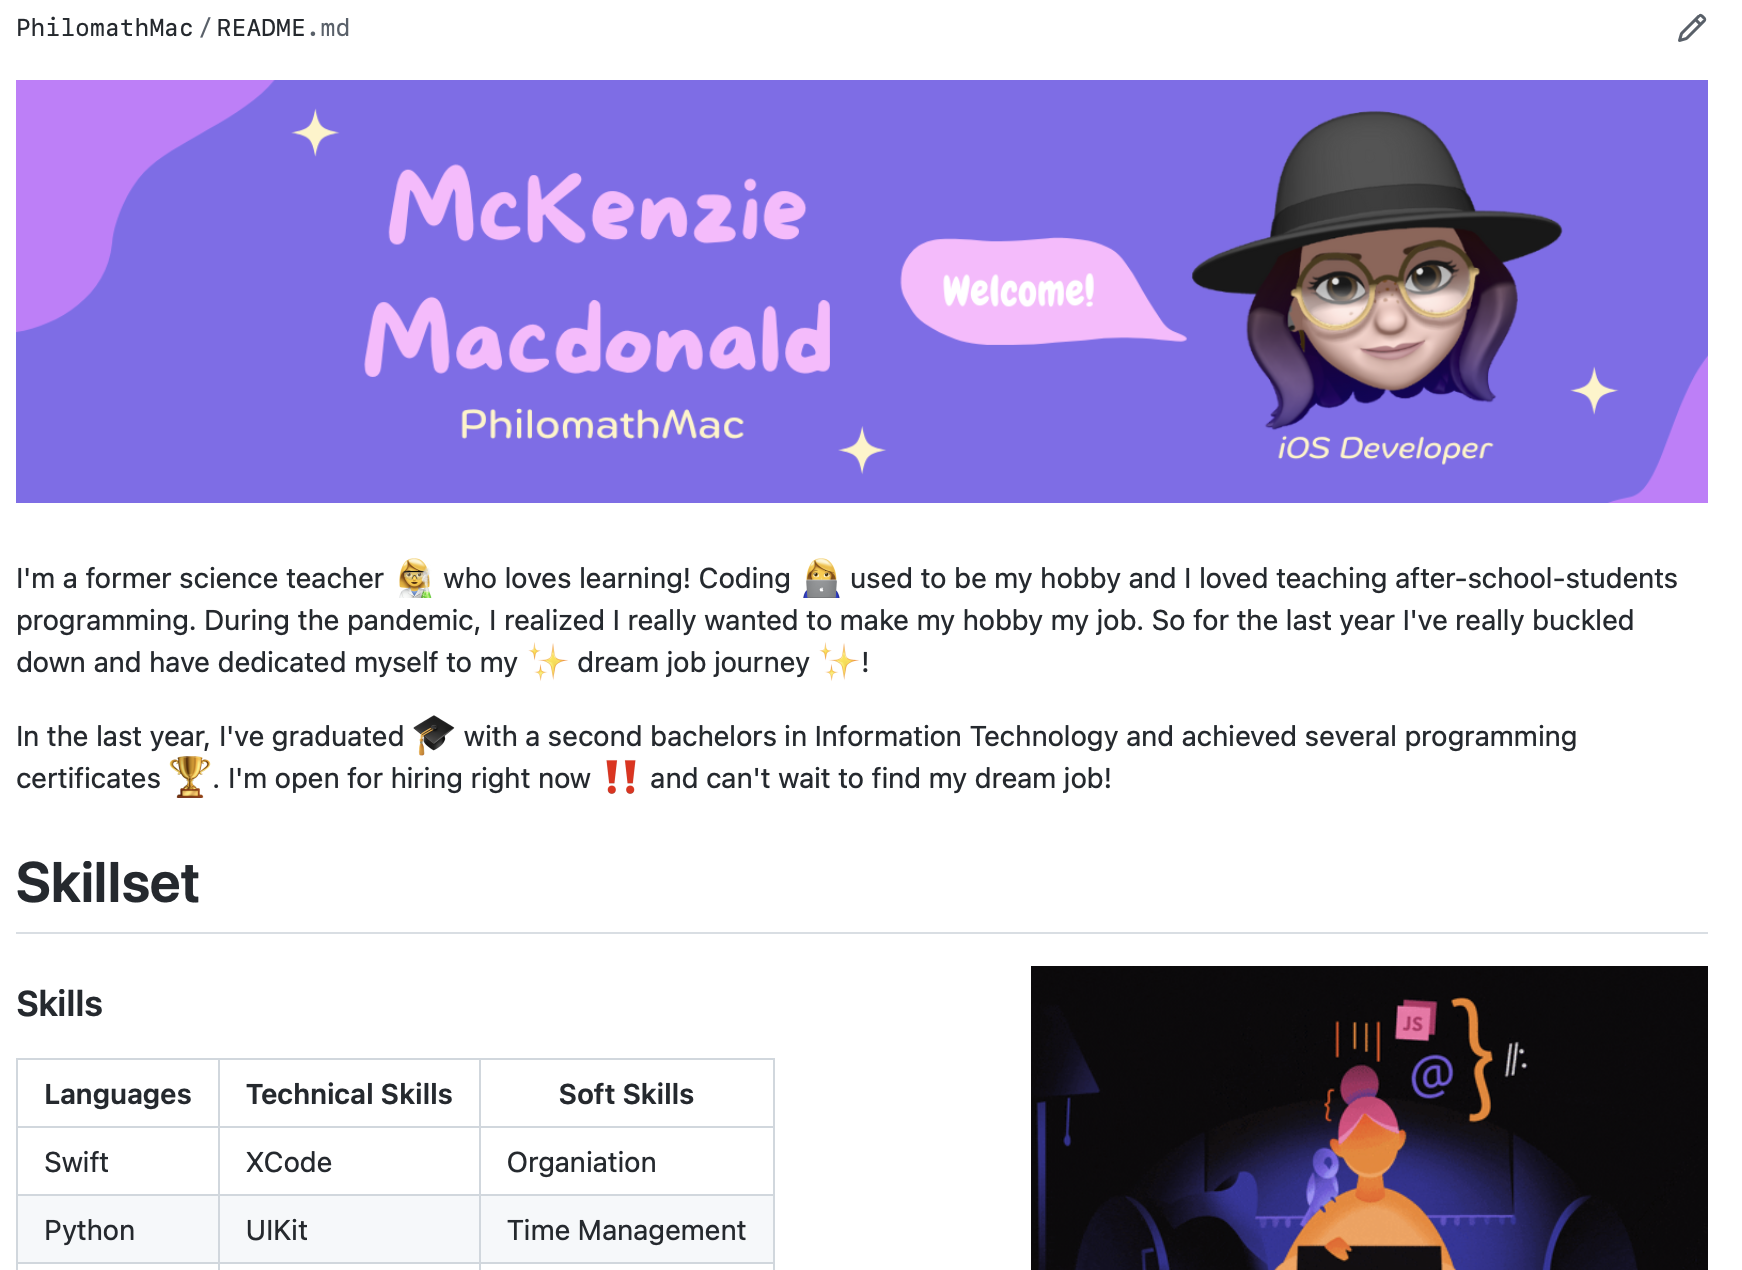 PhilomathMac/README.md
McKenzie
Macdonald
PhilomathMac
Welcome!
iOS Developer
I'm a former science teacher 👩‍🔬 who loves learning! Coding 👩‍💻 used to be my hobby and I loved teaching after-school-students
programming. During the pandemic, I realized I really wanted to make my hobby my job. So for the last year I've really buckled
down and have dedicated myself to my ✨ dream job journey ✨!
In the last year, I've graduated 🎓 with a second bachelors in Information Technology and achieved several programming
certificates 🏆. I'm open for hiring right now ‼️ and can't wait to find my dream job!
Skillset
Skills
Languages Technical Skills Soft Skills
Swift XCode Organiation
Python UIKit Time Management
JS
@
}
{